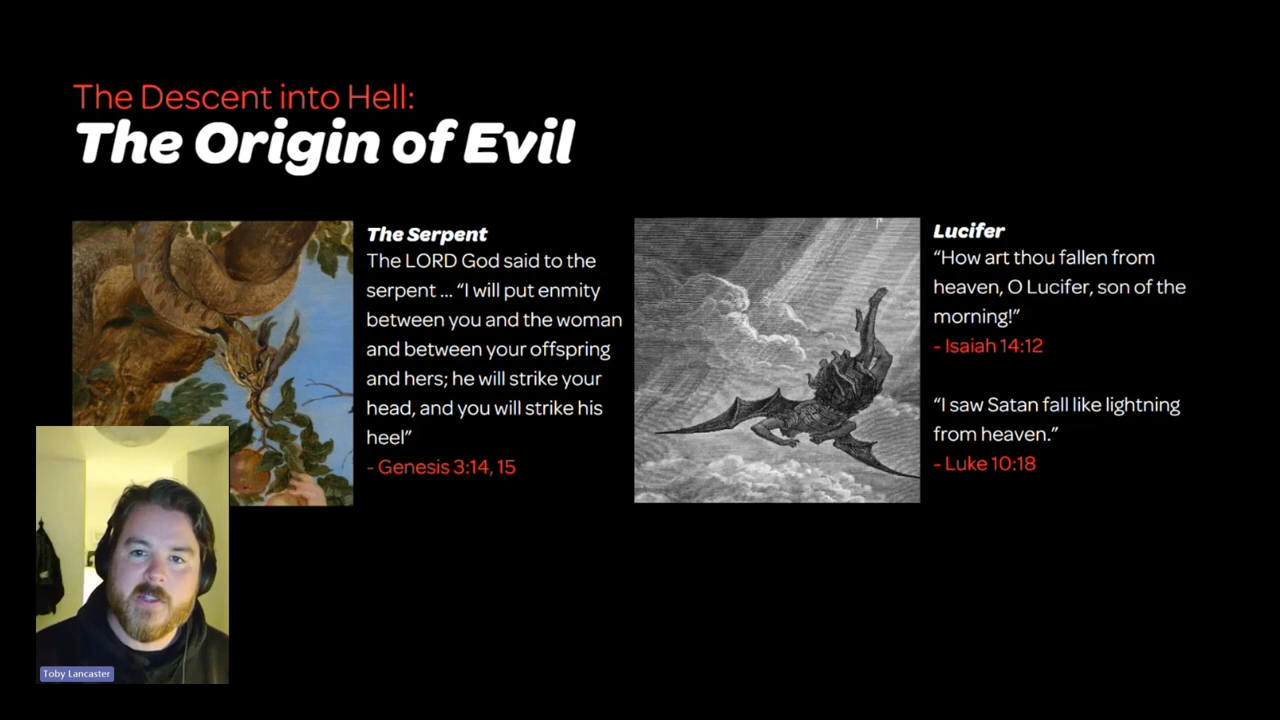 The Descent into Hell:
The Origin of Evil
The Serpent
The LORD God said to the
serpent ... “I will put enmity
between you and the woman
and between your offspring
and hers; he will strike your
head, and you will strike his
heel”
- Genesis 3:14, 15
Lucifer
“How art thou fallen from
heaven, O Lucifer, son of the
morning!”
- Isaiah 14:12
“I saw Satan fall like lightning
from heaven.”
- Luke 10:18
Toby Lancaster